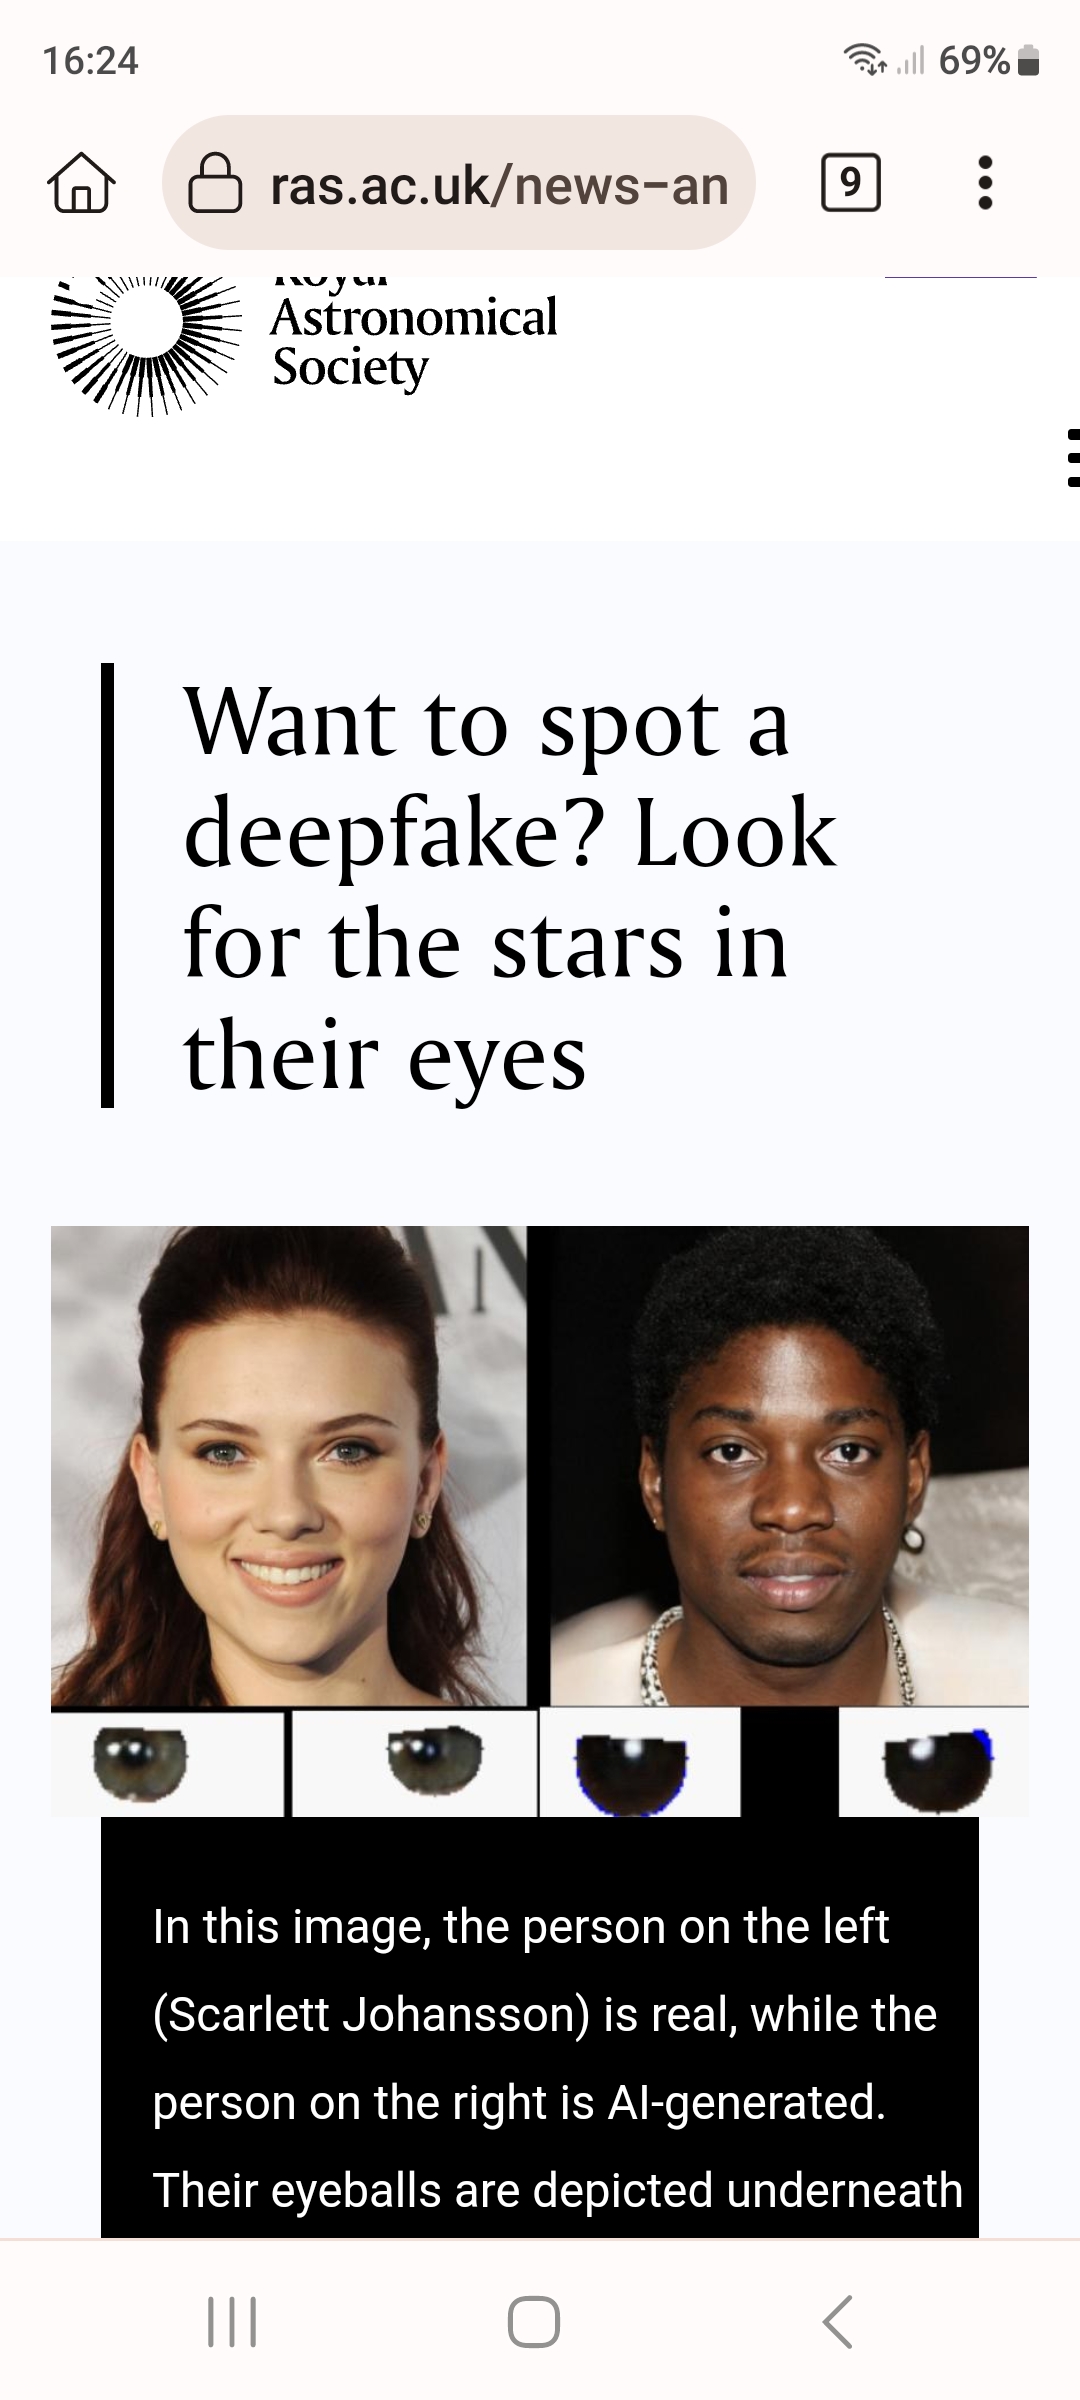 16:24
69%
ras.ac.uk/news-an
9
Royal
Astronomical
Society
Want to spot a
deepfake? Look
for the stars in
their eyes
In this image, the person on the left
(Scarlett Johansson) is real, while the
person on the right is AI-generated.
Their eyeballs are depicted underneath